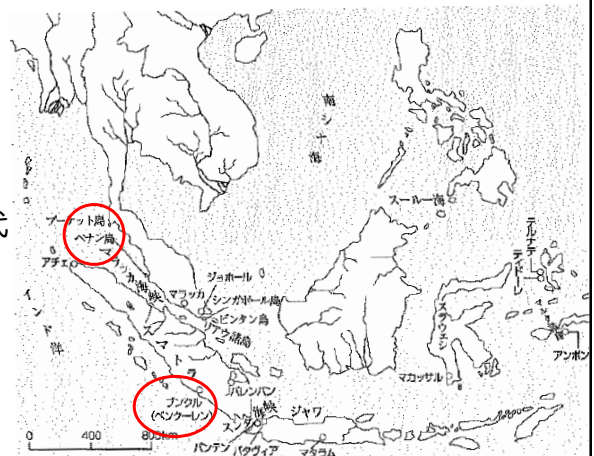 南シナ海
代
プーケット島
ペナン島
アチェ
マラッカ海峡
マラッカ
ジョホール
シンガポール島
ビンタン島
リアウ諸島
スマトラ
パレンバン
インド洋
ブンクル
(ベンクーレン)
スンダ海峡
ジャワ
バンテン
バタヴィア
マタラム
スールー海
スラウェシ
マカッサル
テルナテ
ティドーレ
アンボン
0 400 800km